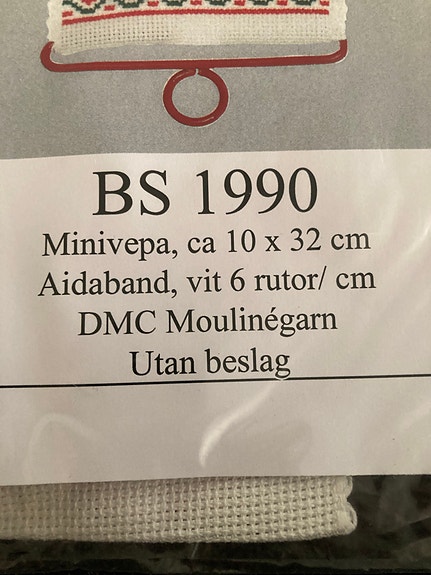 BS 1990
Minivepa, ca 10 x 32 cm
Aidaband, vit 6 rutor/ cm
DMC Moulinégarn
Utan beslag